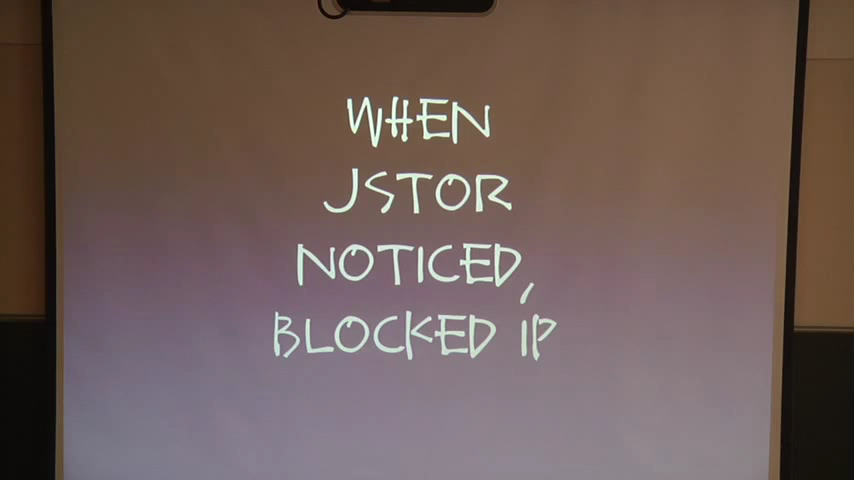 WHEN
JSTOR
NOTICED,
BLOCKED IP